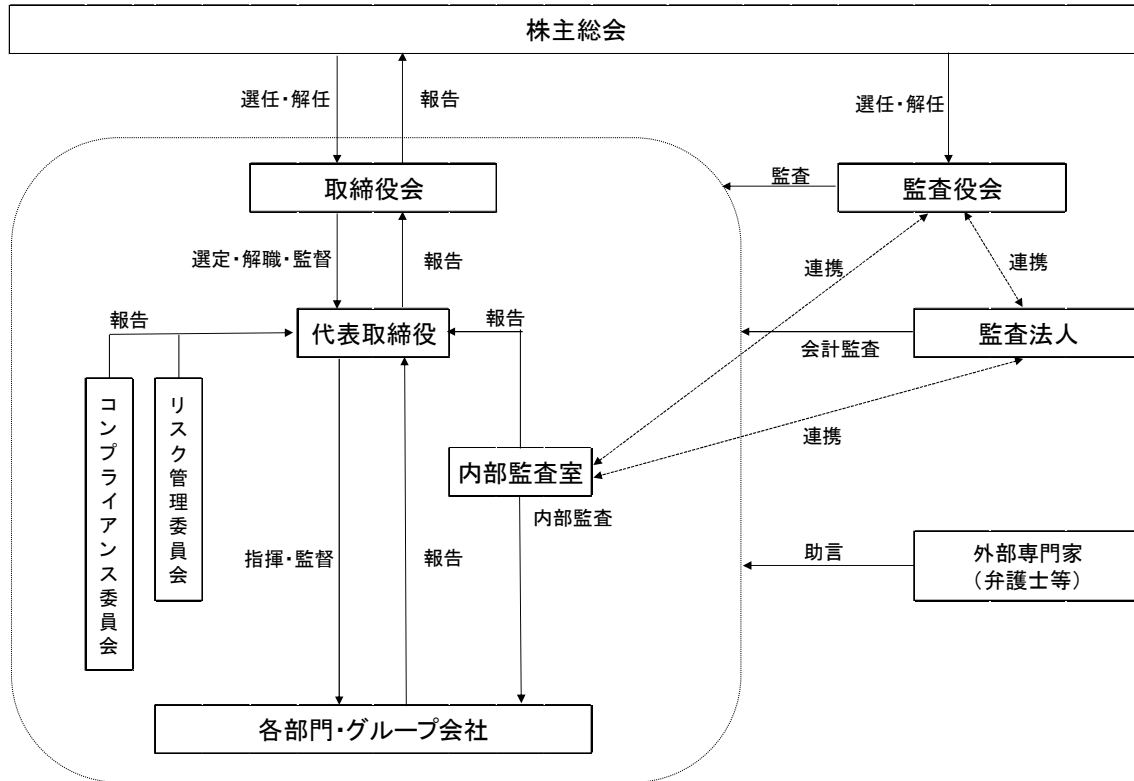 株主総会
選任・解任
報告
選任・解任
取締役会
監査
監査役会
選定・解職・監督
報告
連携
連携
報告
代表取締役
報告
会計監査
監査法人
コンプライアンス委員会
リスク管理委員会
連携
内部監査室
内部監査
指揮・監督
報告
助言
外部専門家
（弁護士等）
各部門・グループ会社